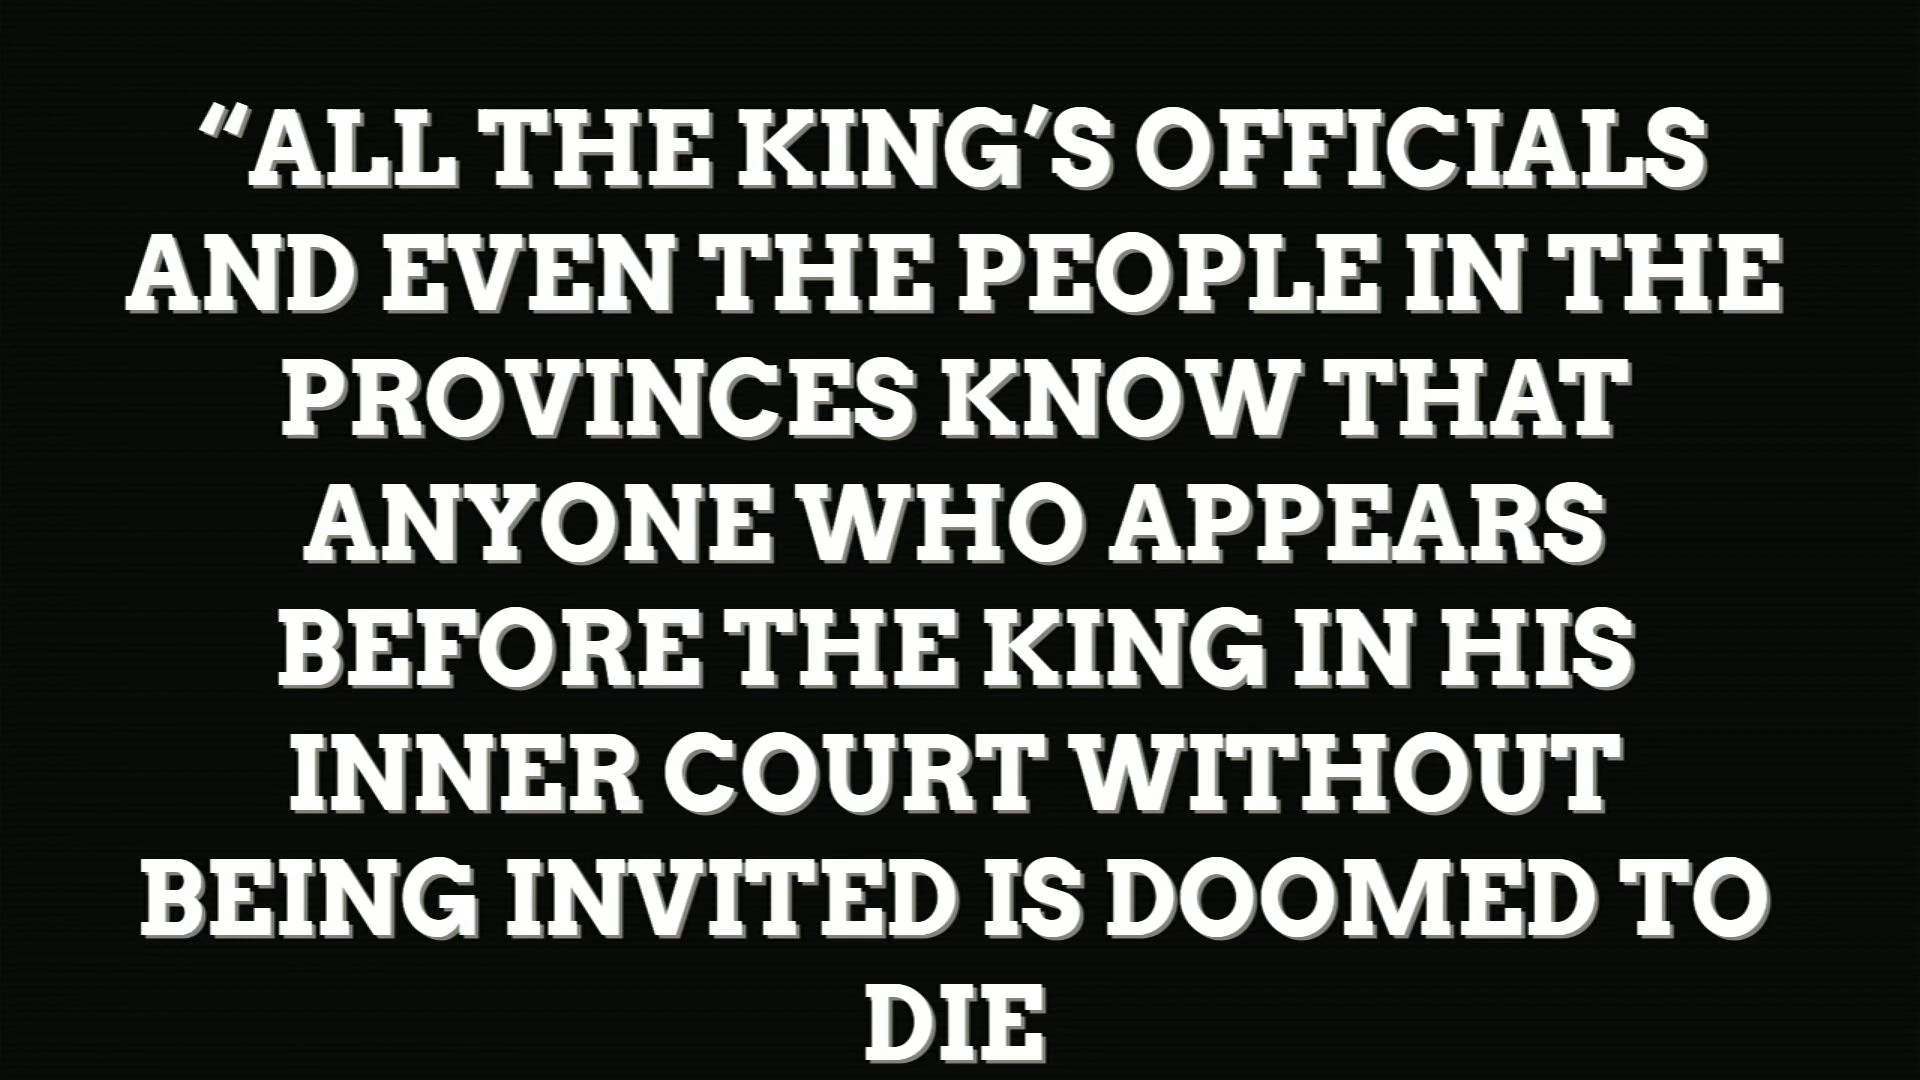 “ALL THE KING’S OFFICIALS
AND EVEN THE PEOPLE IN THE
PROVINCES KNOW THAT
ANYONE WHO APPEARS
BEFORE THE KING IN HIS
INNER COURT WITHOUT
BEING INVITED IS DOOMED TO
DIE